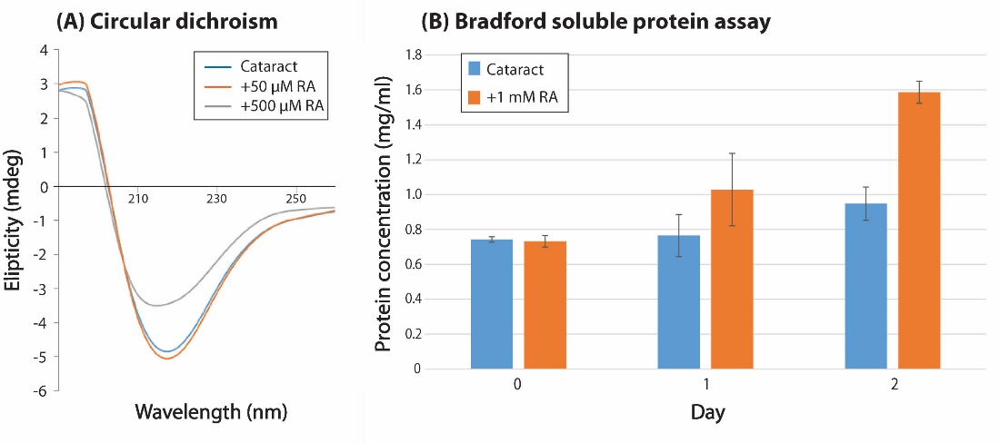 (A) Circular dichroism
4
3
2
1
0
-1
-2
-3
-4
-5
-6
Elipticity (mdeg)
210
230
250
Wavelength (nm)
Cataract
+50 µM RA
+500 µM RA
(B) Bradford soluble protein assay
1.8
1.6
1.4
1.2
1.0
0.8
0.6
0.4
0.2
0
Protein concentration (mg/ml)
Cataract
+1 mM RA
0
1
2
Day